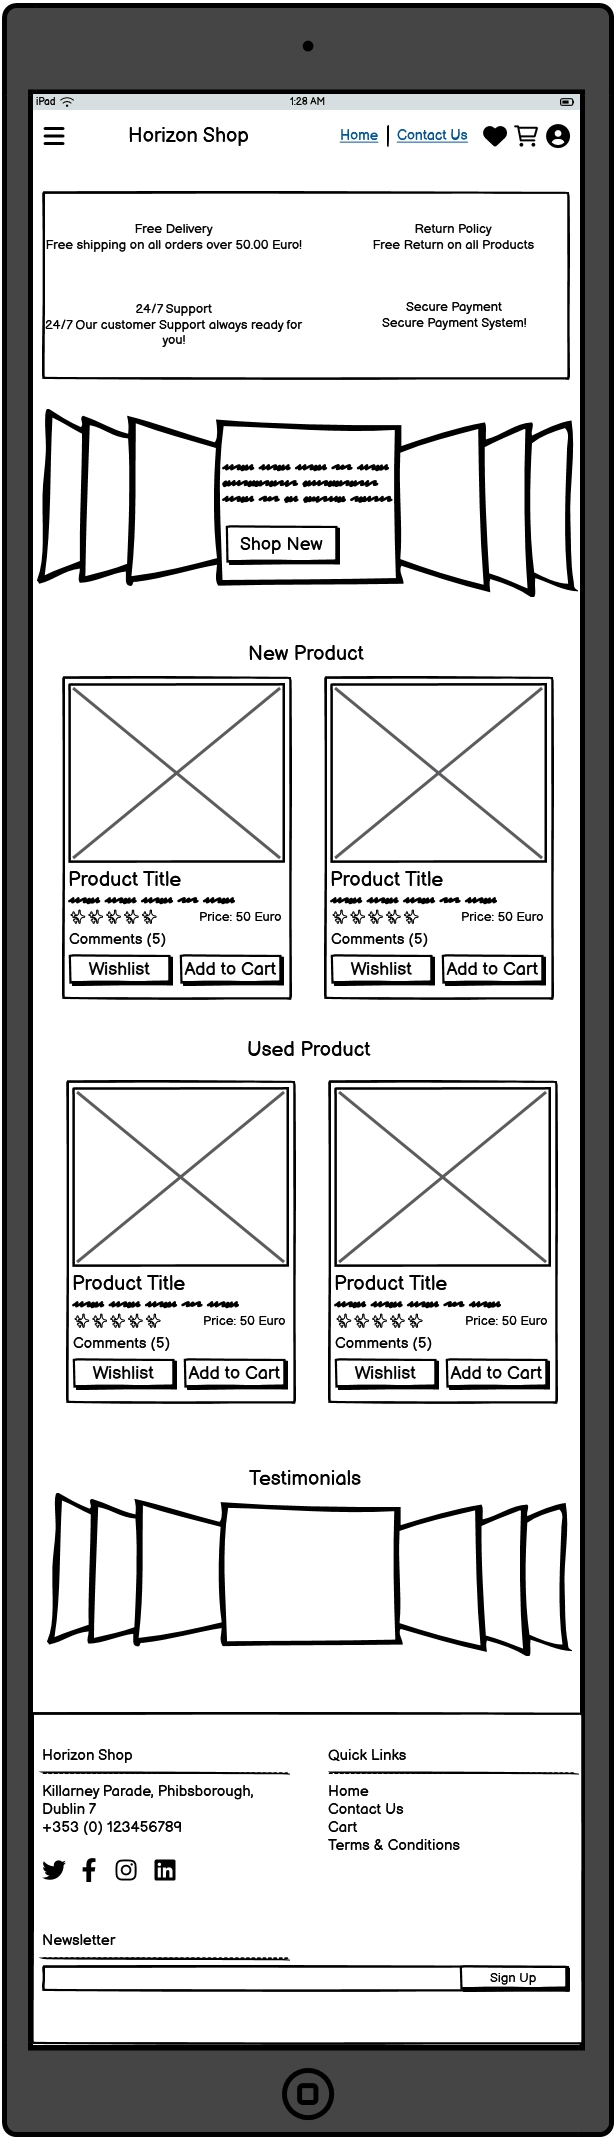 iPad
1:28 AM
Horizon Shop
Home | Contact Us
Free Delivery
Free shipping on all orders over 50.00 Euro!
Return Policy
Free Return on all Products
24/7 Support
24/7 Our customer Support always ready for
you!
Secure Payment
Secure Payment System!
Shop New
New Product
Product Title
Price: 50 Euro
Comments (5)
Wishlist
Add to Cart
Product Title
Price: 50 Euro
Comments (5)
Wishlist
Add to Cart
Used Product
Product Title
Price: 50 Euro
Comments (5)
Wishlist
Add to Cart
Product Title
Price: 50 Euro
Comments (5)
Wishlist
Add to Cart
Testimonials
Horizon Shop
Killarney Parade, Phibsborough,
Dublin 7
+353 (0) 123456789
Quick Links
Home
Contact Us
Cart
Terms & Conditions
Newsletter
Sign Up